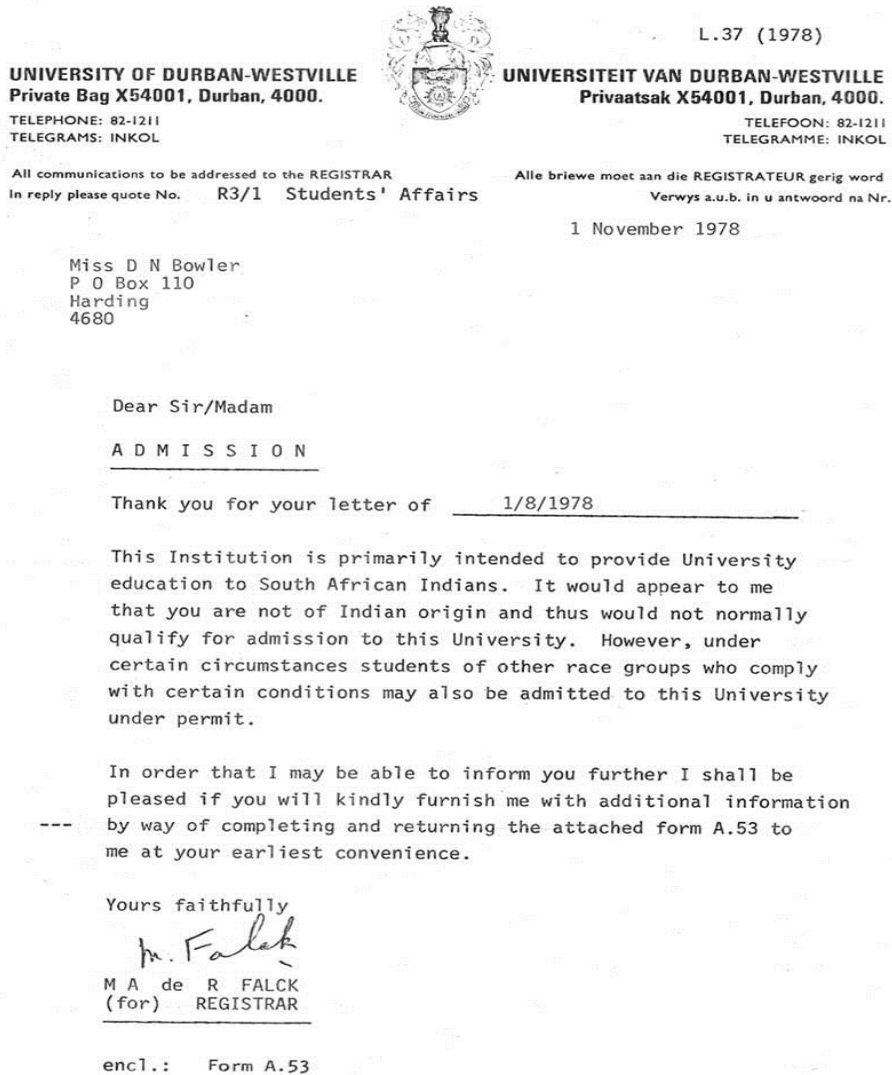 L.37 (1978)
UNIVERSITY OF DURBAN-WESTVILLE
Private Bag X54001, Durban, 4000.
TELEPHONE: 82-1211
TELEGRAMS: INKOL
UNIVERSITEIT VAN DURBAN-WESTVILLE
Privaatsak X54001, Durban, 4000.
TELEFOON: 82-1211
TELEGRAMME: INKOL
All communications to be addressed to the REGISTRAR
In reply please quote No. R3/1 Students' Affairs
Alle briewe moet aan die REGISTRATEUR gerig word
Verwys a.u.b. in u antwoord na Nr.
1 November 1978
Miss D N Bowler
P O Box 110
Harding
4680
Dear Sir/Madam
A D M I S S I O N
Thank you for your letter of 1/8/1978
This Institution is primarily intended to provide University
education to South African Indians. It would appear to me
that you are not of Indian origin and thus would not normally
qualify for admission to this University. However, under
certain circumstances students of other race groups who comply
with certain conditions may also be admitted to this University
under permit.
In order that I may be able to inform you further I shall be
pleased if you will kindly furnish me with additional information
--- by way of completing and returning the attached form A.53 to
me at your earliest convenience.
Yours faithfully
M. Falck
M A de R FALCK
(for) REGISTRAR
encl.: Form A.53